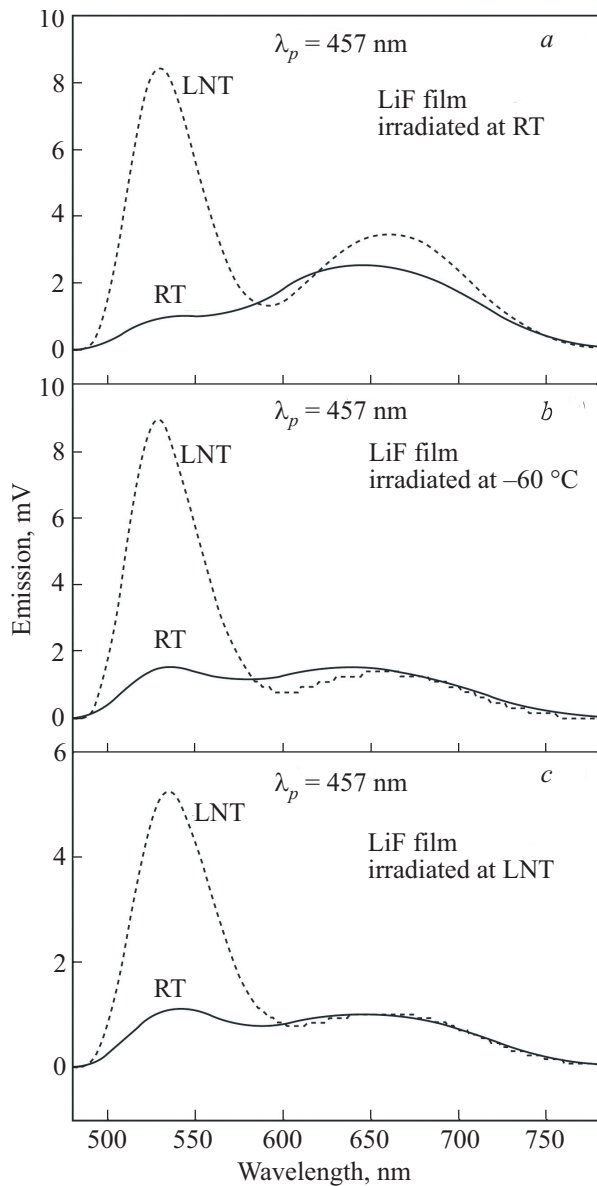 10
8
6
4
2
0
λp = 457 nm
a
LNT
LiF film
irradiated at RT
RT
10
8
6
4
2
0
λp = 457 nm
b
LNT
LiF film
irradiated at –60 °C
RT
Emission, mV
6
4
2
0
λp = 457 nm
c
LNT
LiF film
irradiated at LNT
RT
500 550 600 650 700 750
Wavelength, nm